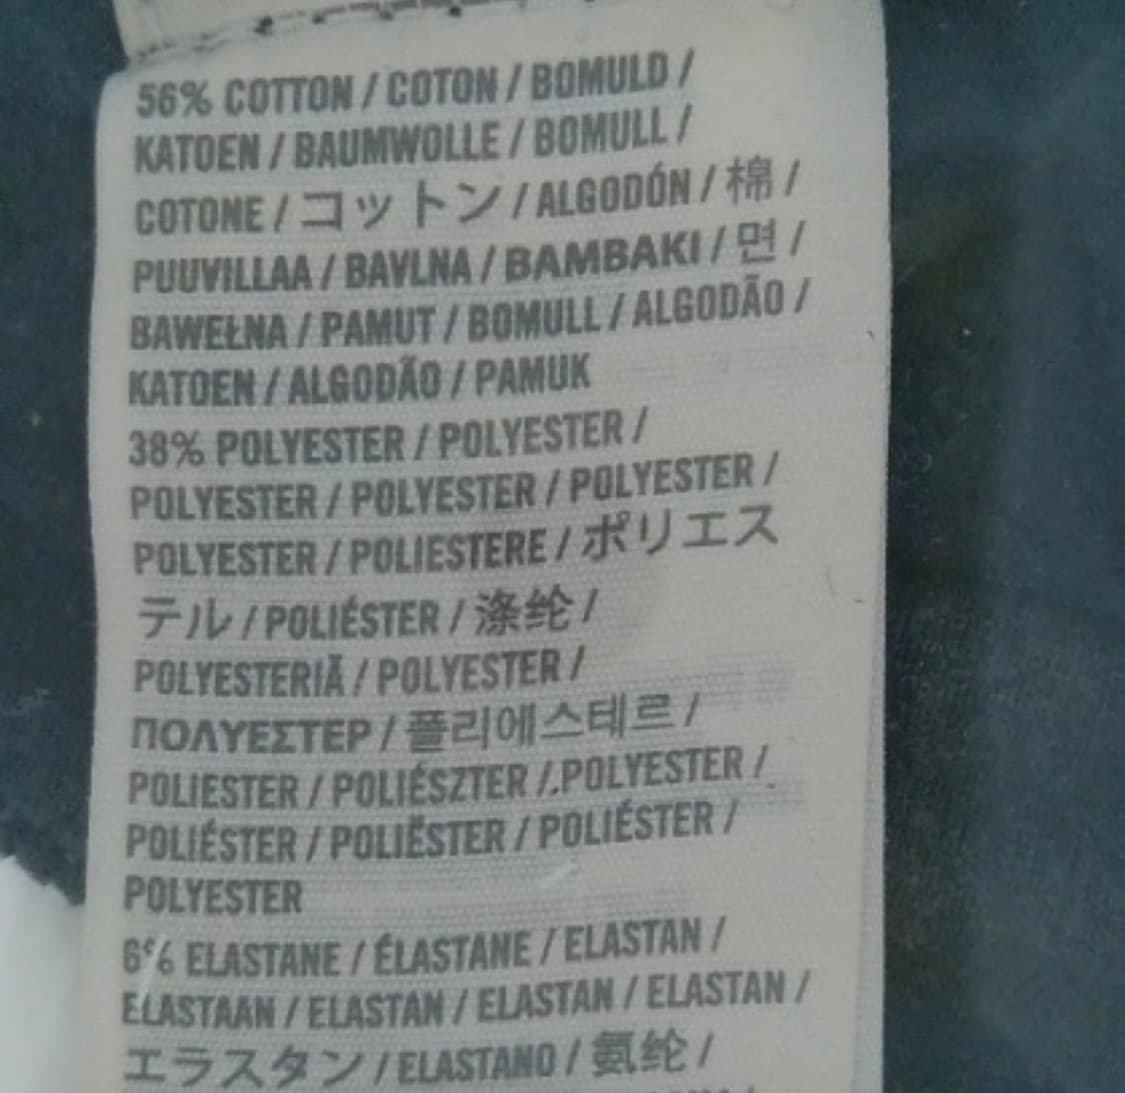 56% COTTON / COTON / BOMULD /
KATOEN / BAUMWOLLE / BOMULL /
COTONE / コットン / ALGODÓN / 棉 /
PUUVILLAA / BAVLNA / BAMBAKI / 면 /
BAWEŁNA / PAMUT / BOMULL / ALGODÃO /
KATOEN / ALGODÃO / PAMUK
38% POLYESTER / POLYESTER /
POLYESTER / POLYESTER / POLYESTER /
POLYESTER / POLIESTERE / ポリエス
テル / POLIÉSTER / 涤纶 /
POLYESTERIÄ / POLYESTER /
ΠΟΛΥΕΣΤΕΡ / 폴리에스테르 /
POLIESTER / POLIÉSZTER / POLYESTER /
POLIÉSTER / POLIËSTER / POLIÉSTER /
POLYESTER
6% ELASTANE / ÉLASTANE / ELASTAN /
ELASTAAN / ELASTAN / ELASTAN / ELASTAN /
エラスタン / ELASTANO / 氨纶 /